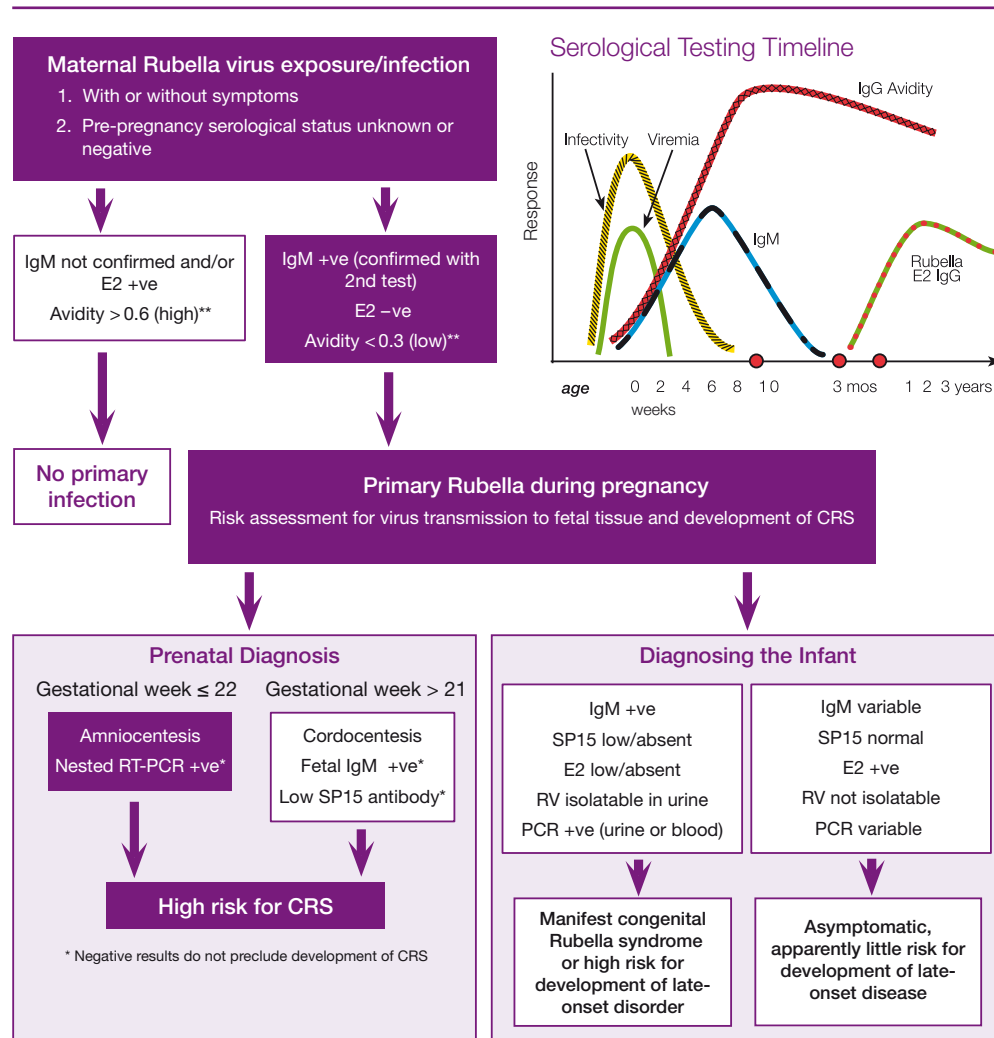 Maternal Rubella virus exposure/infection
1. With or without symptoms
2. Pre-pregnancy serological status unknown or
negative
Serological Testing Timeline
IgG Avidity
Infectivity
Viremia
IgM
Rubella
E2 IgG
Response
age
0 2 4 6 8 10
weeks
3 mos
1 2 3 years
IgM not confirmed and/or
E2 +ve
Avidity > 0.6 (high)**
IgM +ve (confirmed with
2nd test)
E2 –ve
Avidity < 0.3 (low)**
No primary
infection
Primary Rubella during pregnancy
Risk assessment for virus transmission to fetal tissue and development of CRS
Prenatal Diagnosis
Gestational week ≤ 22
Amniocentesis
Nested RT-PCR +ve*
Gestational week > 21
Cordocentesis
Fetal IgM +ve*
Low SP15 antibody*
High risk for CRS
* Negative results do not preclude development of CRS
Diagnosing the Infant
IgM +ve
SP15 low/absent
E2 low/absent
RV isolatable in urine
PCR +ve (urine or blood)
IgM variable
SP15 normal
E2 +ve
RV not isolatable
PCR variable
Manifest congenital
Rubella syndrome
or high risk for
development of late-
onset disorder
Asymptomatic,
apparently little risk for
development of late-
onset disease